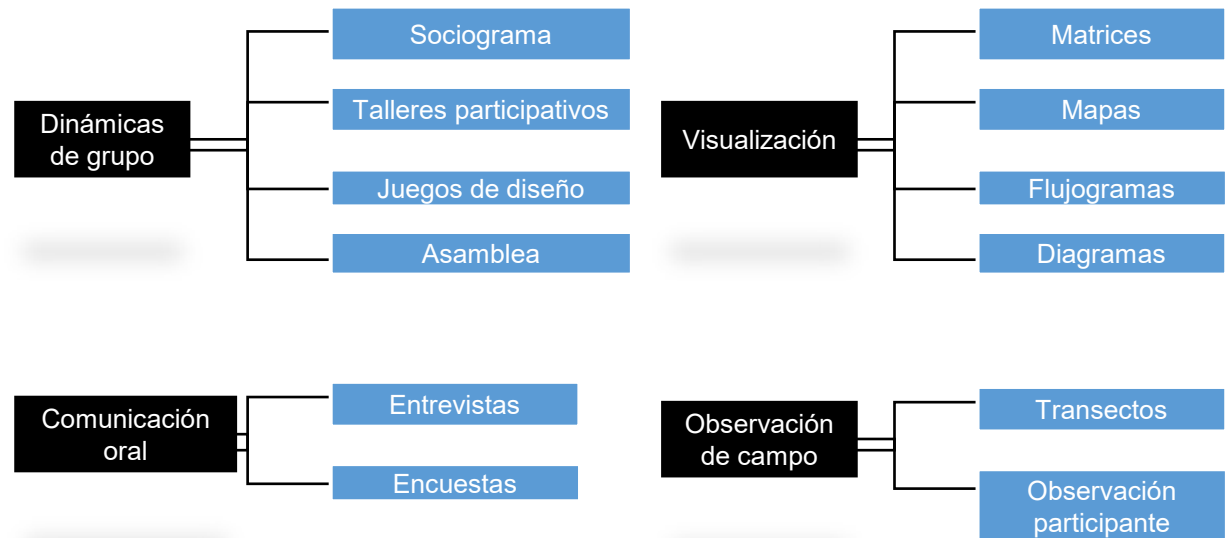 Dinámicas
de grupo
Sociograma
Talleres participativos
Juegos de diseño
Asamblea
Visualización
Matrices
Mapas
Flujogramas
Diagramas
Comunicación
oral
Entrevistas
Encuestas
Observación
de campo
Transectos
Observación
participante